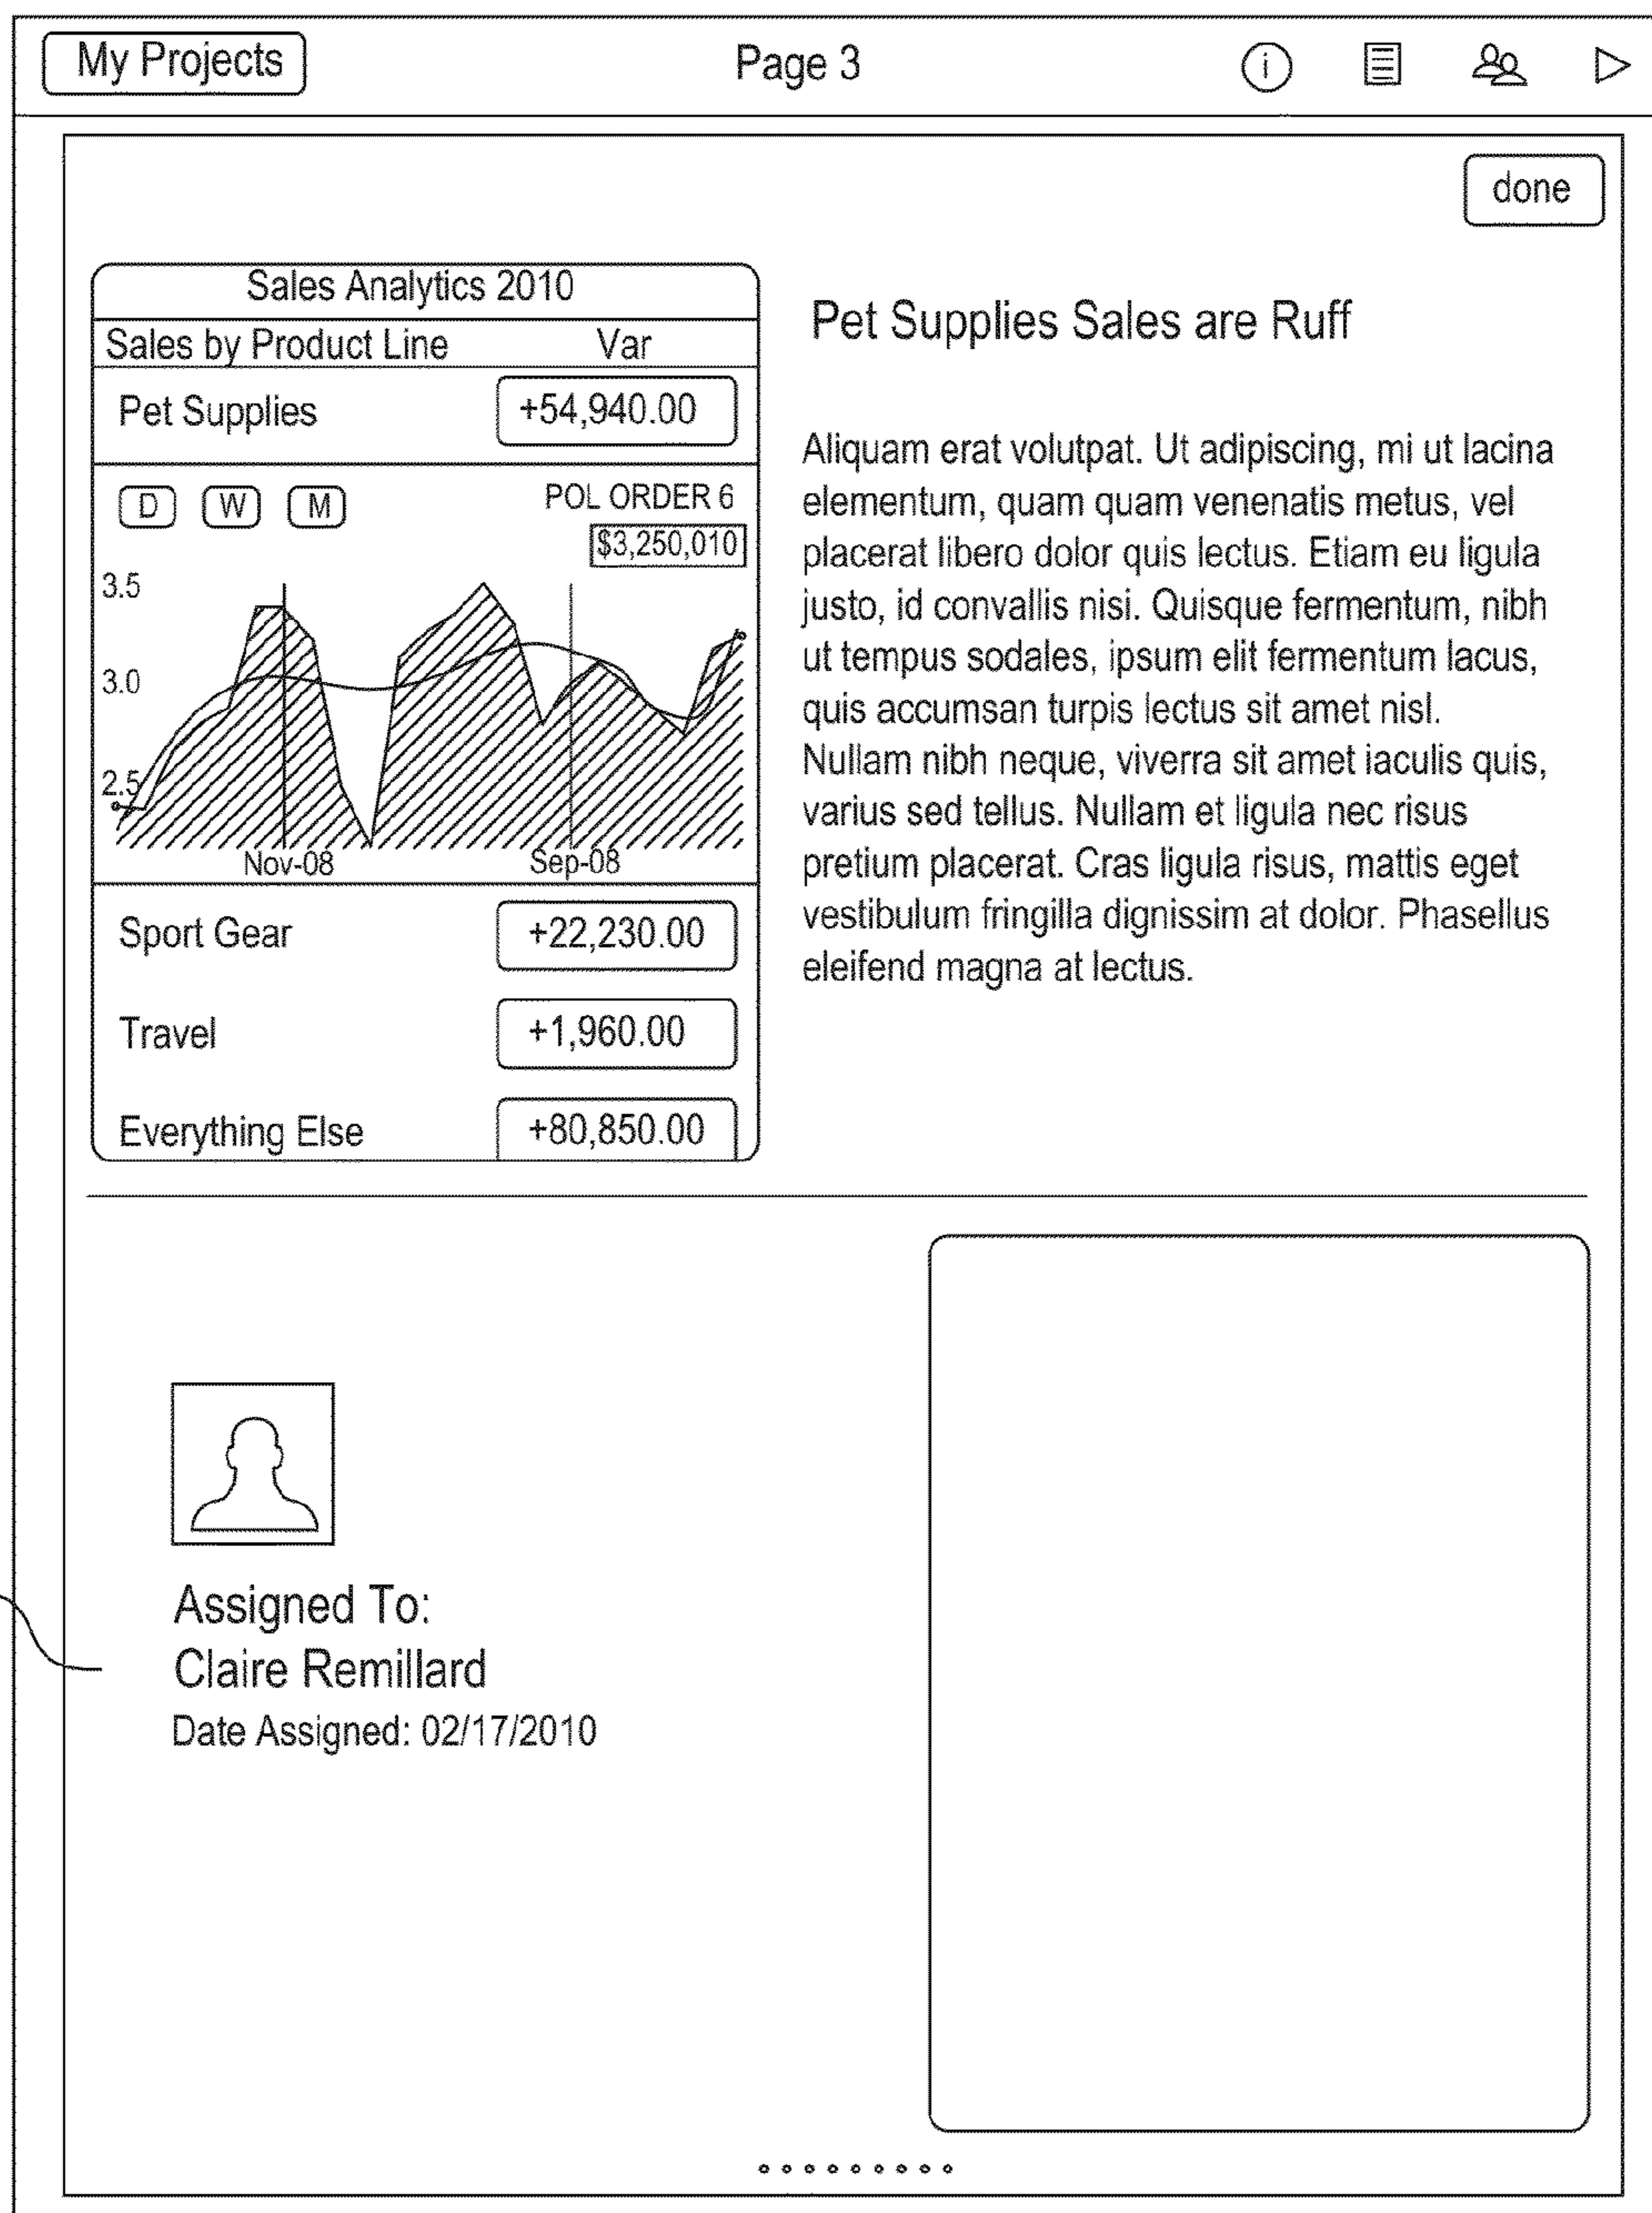 My Projects
Page 3
i
done
Sales Analytics 2010
Sales by Product Line Var
Pet Supplies +54,940.00
D W M POL ORDER 6
$3,250,010
3.5
3.0
2.5
Nov-08 Sep-08
Sport Gear +22,230.00
Travel +1,960.00
Everything Else +80,850.00
Pet Supplies Sales are Ruff
Aliquam erat volutpat. Ut adipiscing, mi ut lacina
elementum, quam quam venenatis metus, vel
placerat libero dolor quis lectus. Etiam eu ligula
justo, id convallis nisi. Quisque fermentum, nibh
ut tempus sodales, ipsum elit fermentum lacus,
quis accumsan turpis lectus sit amet nisl.
Nullam nibh neque, viverra sit amet iaculis quis,
varius sed tellus. Nullam et ligula nec risus
pretium placerat. Cras ligula risus, mattis eget
vestibulum fringilla dignissim at dolor. Phasellus
eleifend magna at lectus.
Assigned To:
Claire Remillard
Date Assigned: 02/17/2010